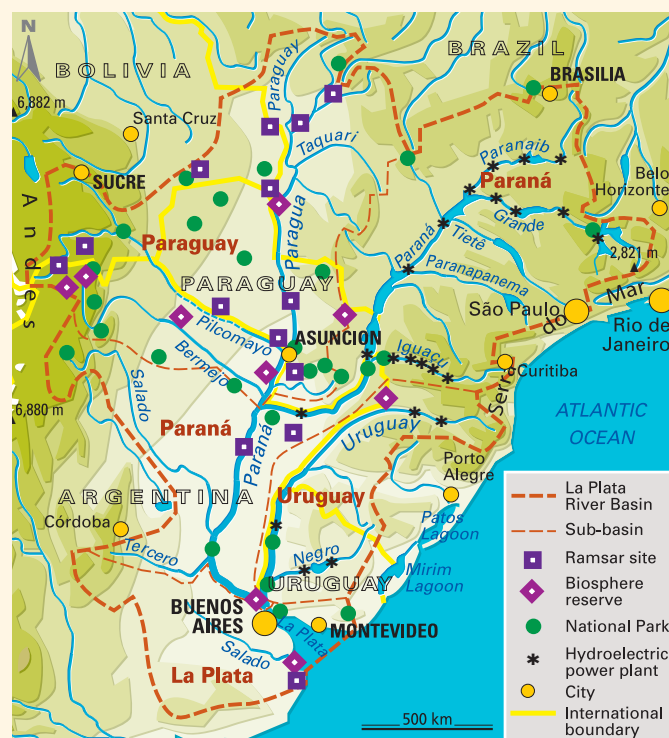 N
BOLIVIA
BRAZIL
Paraguay
BRASILIA
6,882 m
Santa Cruz
Taquari
Paranaib
SUCRE
Paraná
Belo
Horizonte
Grande
Andes
Paragua
Paraguay
Paraná
Tietê
2,821 m
PARAGUAY
Paranapanema
São Paulo
Serra do Mar
Rio de
Janeiro
Pilcomayo
ASUNCION
Iguaçu
Bermejo
Curitiba
Salado
6,880 m
Paraná
Paraná
Uruguay
ATLANTIC
OCEAN
Porto
Alegre
ARGENTINA
Uruguay
Córdoba
Patos
Lagoon
Tercero
Negro
Mirim
Lagoon
URUGUAY
BUENOS
AIRES
MONTEVIDEO
La Plata
Salado
La Plata
500 km
La Plata
River Basin
Sub-basin
Ramsar site
Biosphere
reserve
National Park
Hydroelectric
power plant
City
International
boundary